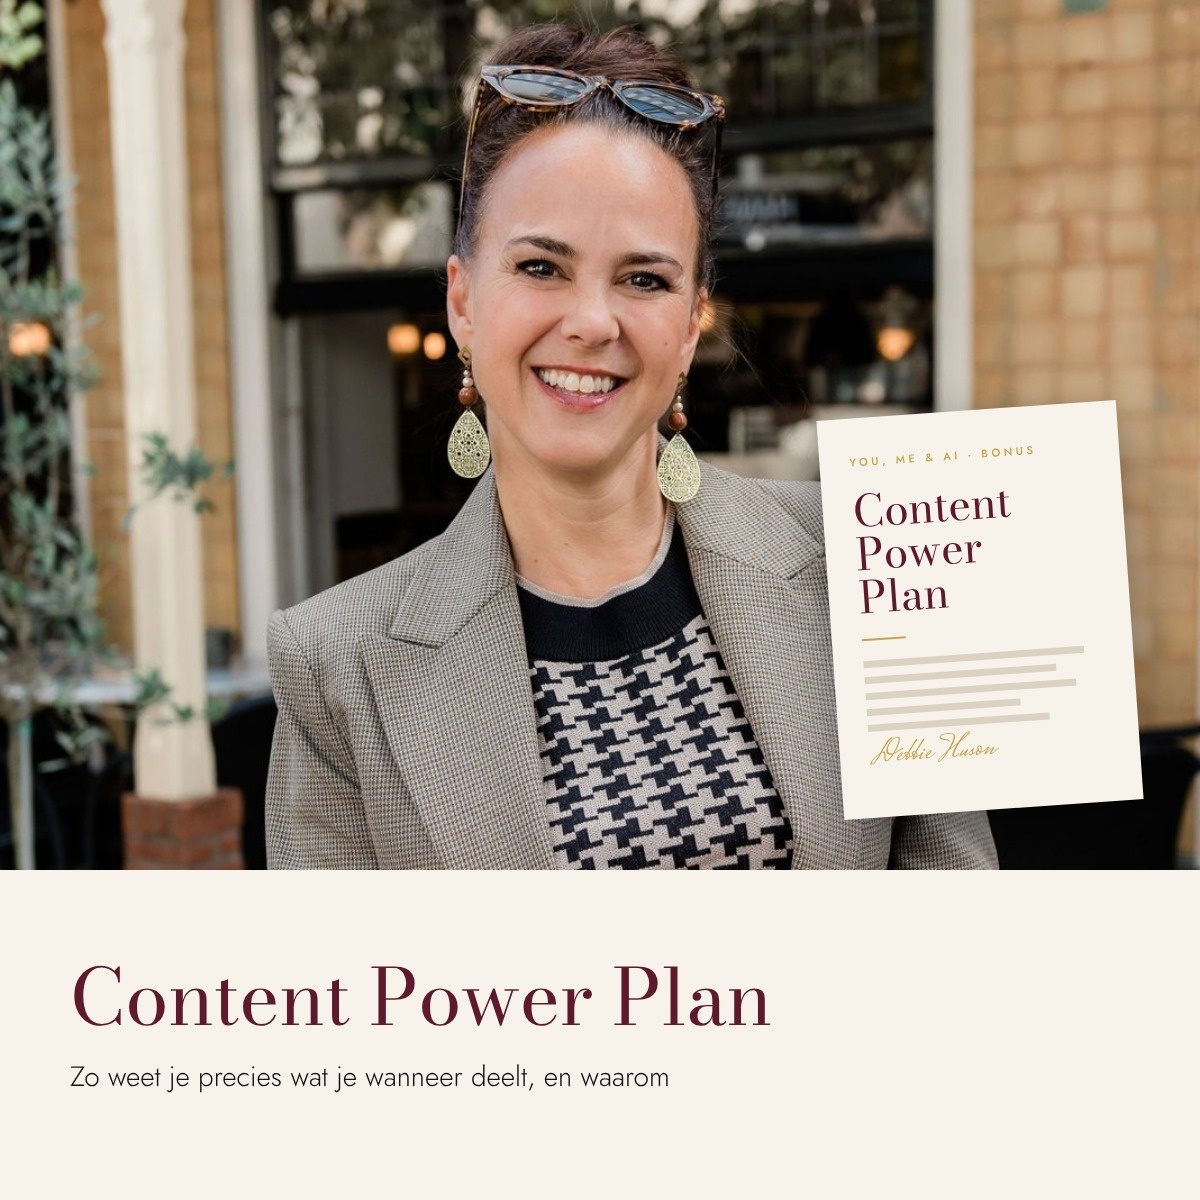 YOU, ME & AI · BONUS
Content
Power
Plan
Debbie Huson
Content Power Plan
Zo weet je precies wat je wanneer deelt, en waarom